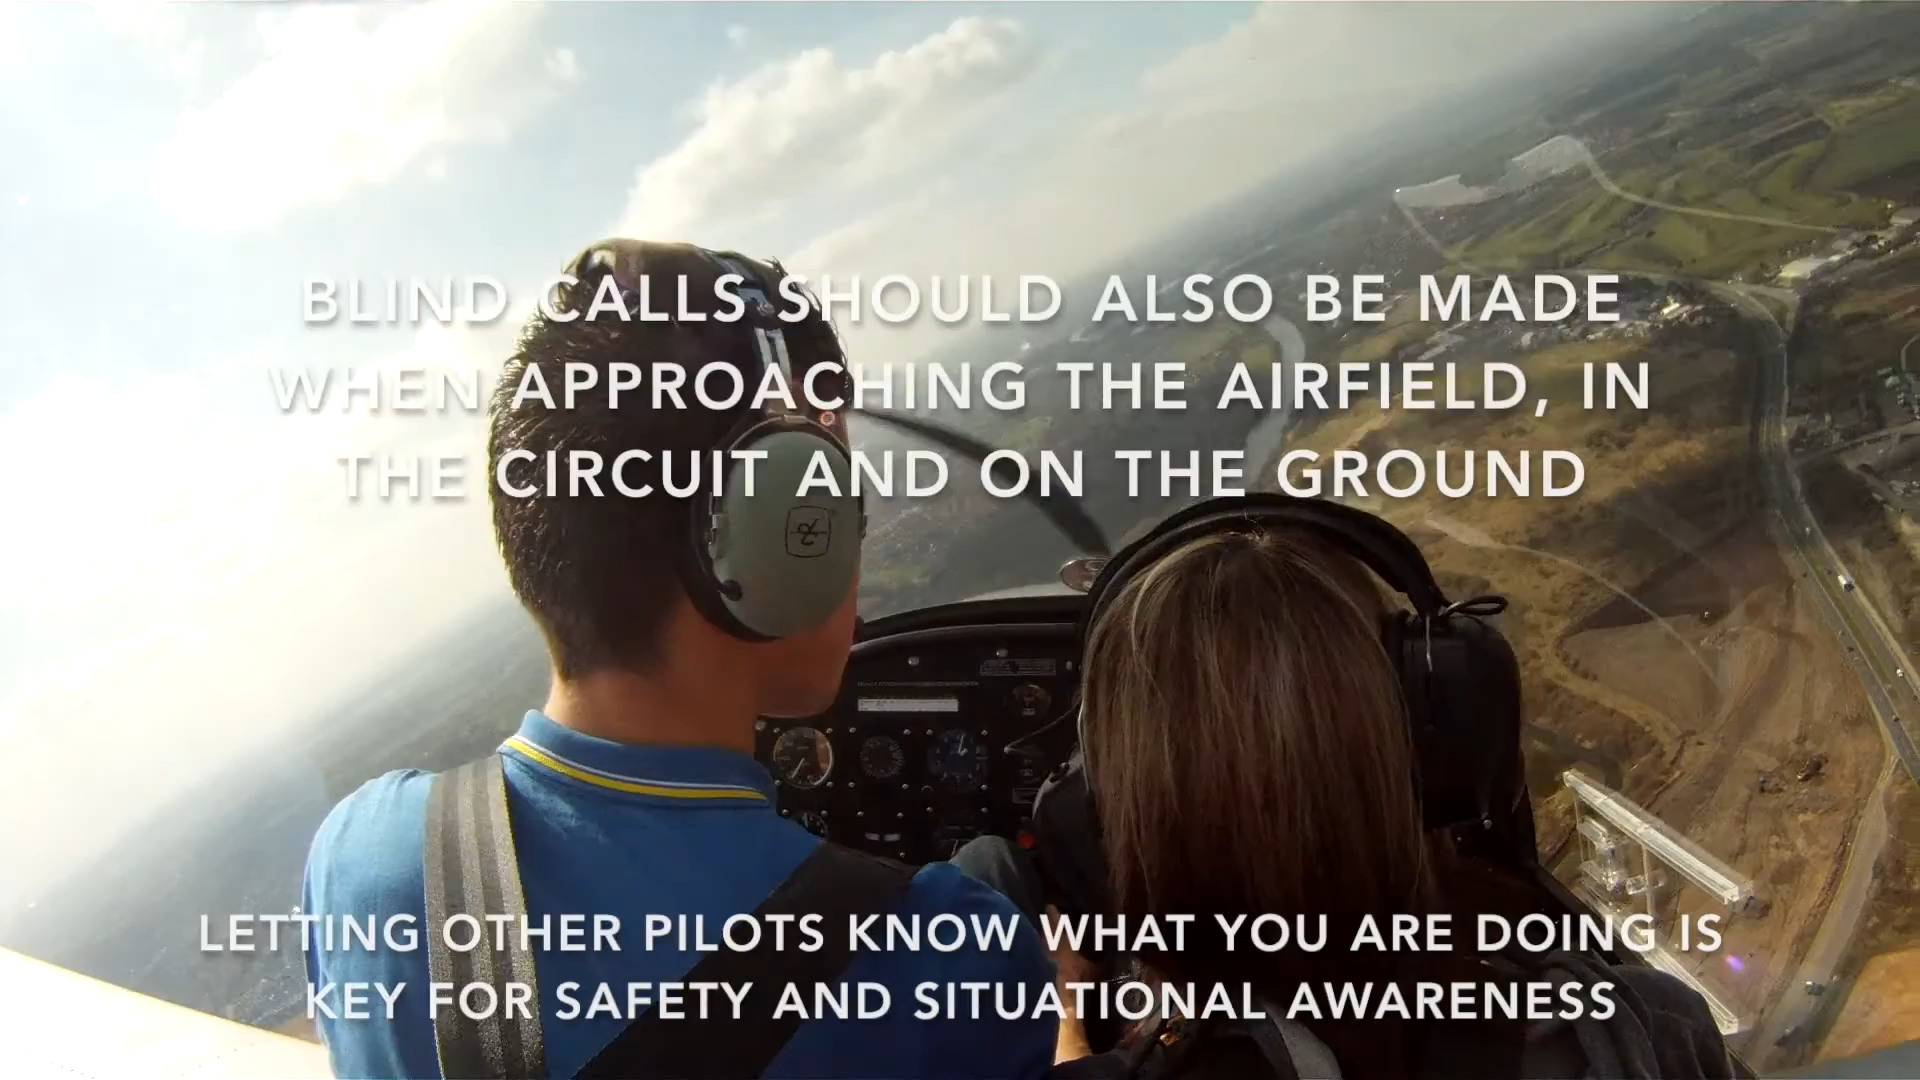 BLIND CALLS SHOULD ALSO BE MADE
WHEN APPROACHING THE AIRFIELD, IN
THE CIRCUIT AND ON THE GROUND
LETTING OTHER PILOTS KNOW WHAT YOU ARE DOING IS
KEY FOR SAFETY AND SITUATIONAL AWARENESS